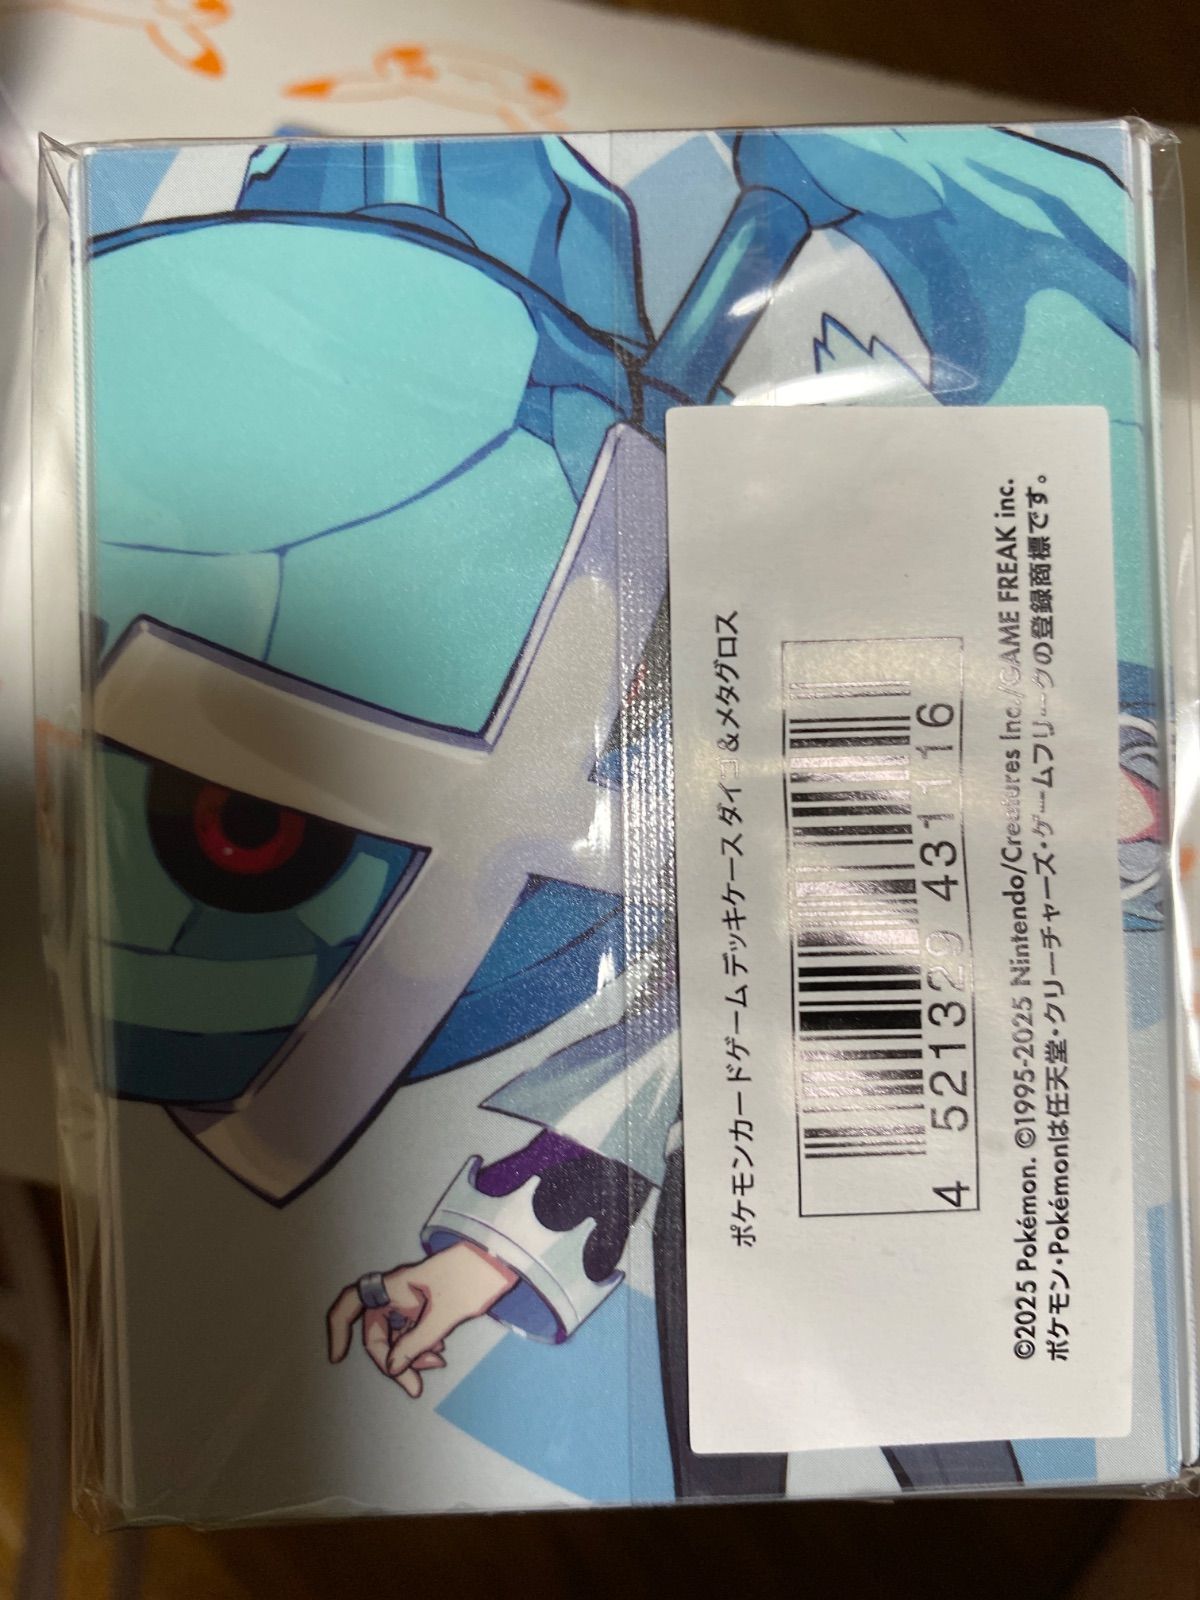 ポケモンカードゲーム デッキケース ダイゴ&メタグロス
4 521329 431116
©2025 Pokémon. ©1995-2025 Nintendo/Creatures Inc./GAME FREAK inc.
ポケモン・Pokémonは任天堂・クリーチャーズ・ゲームフリークの登録商標です。